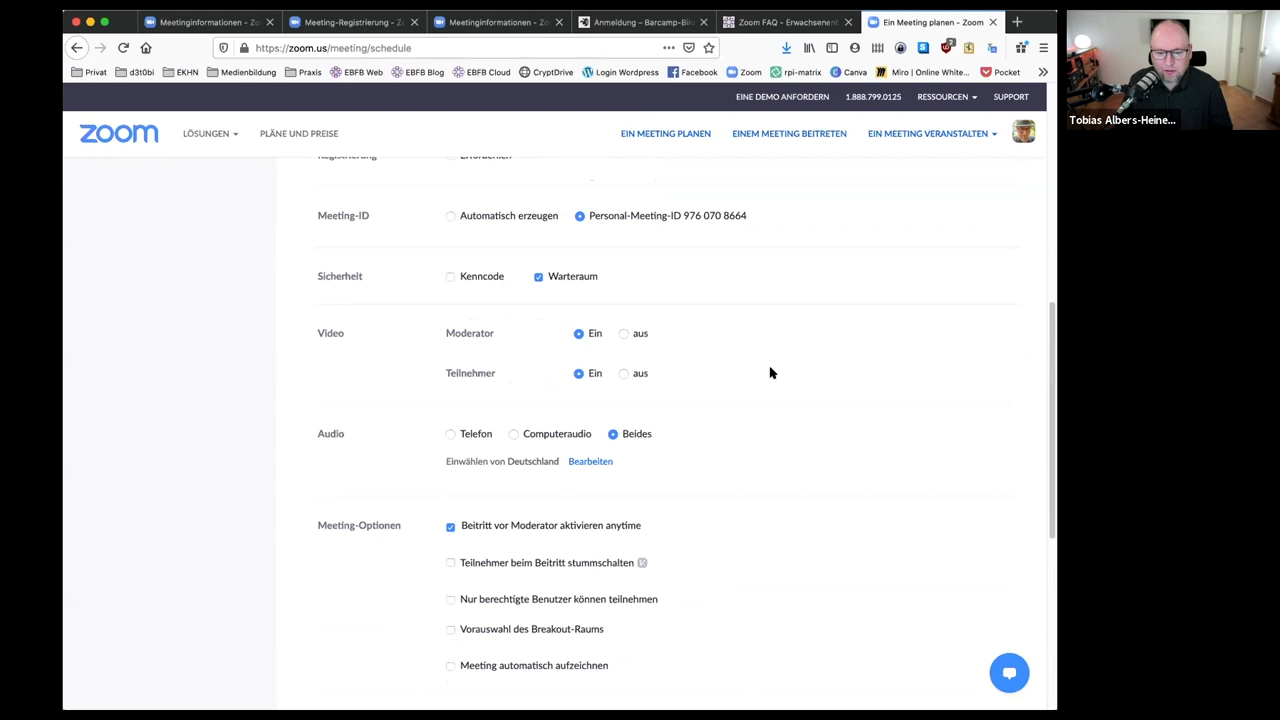 Meetinginformationen - Z
Meeting-Registrierung - Z
Meetinginformationen - Z
Anmeldung – Barcamp-Bil
Zoom FAQ - Erwachsenen
Ein Meeting planen - Zoom
https://zoom.us/meeting/schedule
Privat
d3t0bi
EKHN
Medienbildung
Praxis
EBFB Web
EBFB Blog
EBFB Cloud
CryptDrive
Login Wordpress
Facebook
Zoom
rpi-matrix
Canva
Miro | Online White...
Pocket
Tobias Albers-Heine...
EINE DEMO ANFORDERN
1.888.799.0125
RESSOURCEN
SUPPORT
zoom
LÖSUNGEN
PLÄNE UND PREISE
EIN MEETING PLANEN
EINEM MEETING BEITRETEN
EIN MEETING VERANSTALTEN
Registrierung Erforderlich
Meeting-ID Automatisch erzeugen Personal-Meeting-ID 976 070 8664
Sicherheit Kenncode Warteraum
Video Moderator Ein aus
Teilnehmer Ein aus
Audio Telefon Computeraudio Beides
Einwählen von Deutschland Bearbeiten
Meeting-Optionen Beitritt vor Moderator aktivieren anytime
Teilnehmer beim Beitritt stummschalten
Nur berechtigte Benutzer können teilnehmen
Vorauswahl des Breakout-Raums
Meeting automatisch aufzeichnen